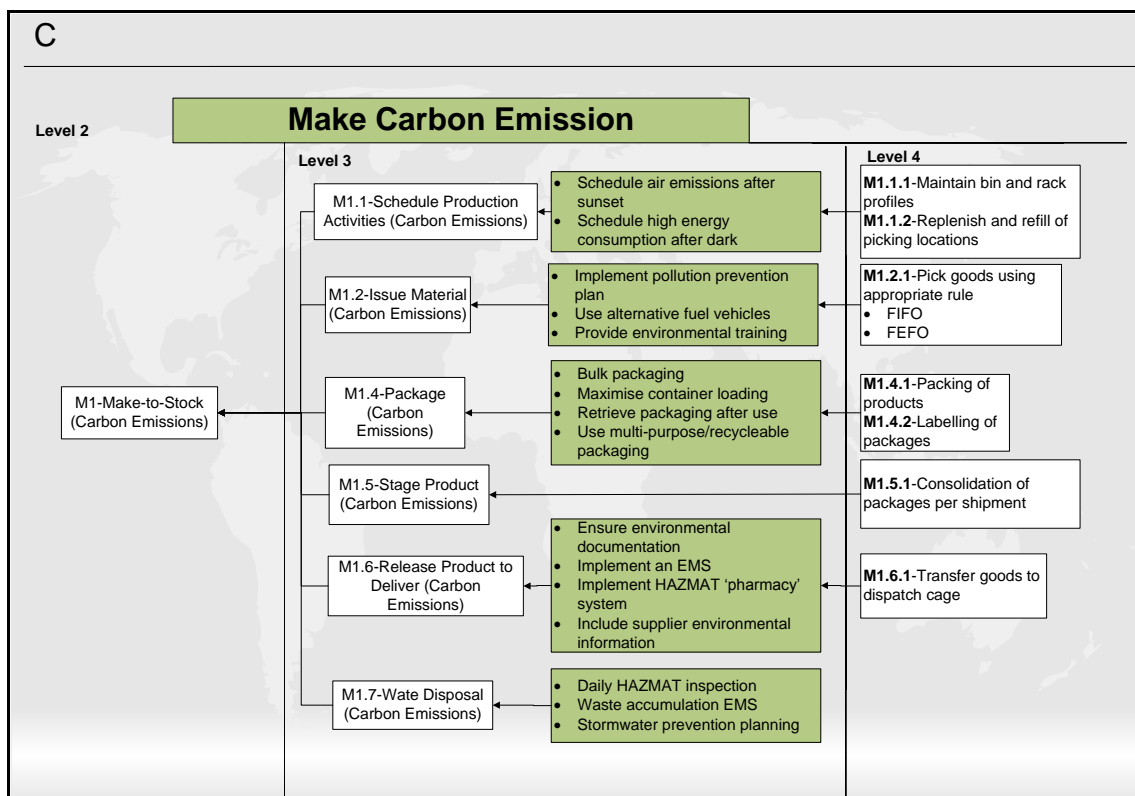 C
Make Carbon Emission
Level 2
Level 3
Level 4
M1-Make-to-Stock
(Carbon Emissions)
M1.1-Schedule Production
Activities (Carbon Emissions)
• Schedule air emissions after
sunset
• Schedule high energy
consumption after dark
M1.1.1-Maintain bin and rack
profiles
M1.1.2-Replenish and refill of
picking locations
M1.2-Issue Material
(Carbon Emissions)
• Implement pollution prevention
plan
• Use alternative fuel vehicles
• Provide environmental training
M1.2.1-Pick goods using
appropriate rule
• FIFO
• FEFO
M1.4-Package
(Carbon
Emissions)
• Bulk packaging
• Maximise container loading
• Retrieve packaging after use
• Use multi-purpose/recycleable
packaging
M1.4.1-Packing of
products
M1.4.2-Labelling of
packages
M1.5-Stage Product
(Carbon Emissions)
M1.5.1-Consolidation of
packages per shipment
M1.6-Release Product to
Deliver (Carbon
Emissions)
• Ensure environmental
documentation
• Implement an EMS
• Implement HAZMAT ‘pharmacy’
system
• Include supplier environmental
information
M1.6.1-Transfer goods to
dispatch cage
M1.7-Wate Disposal
(Carbon Emissions)
• Daily HAZMAT inspection
• Waste accumulation EMS
• Stormwater prevention planning